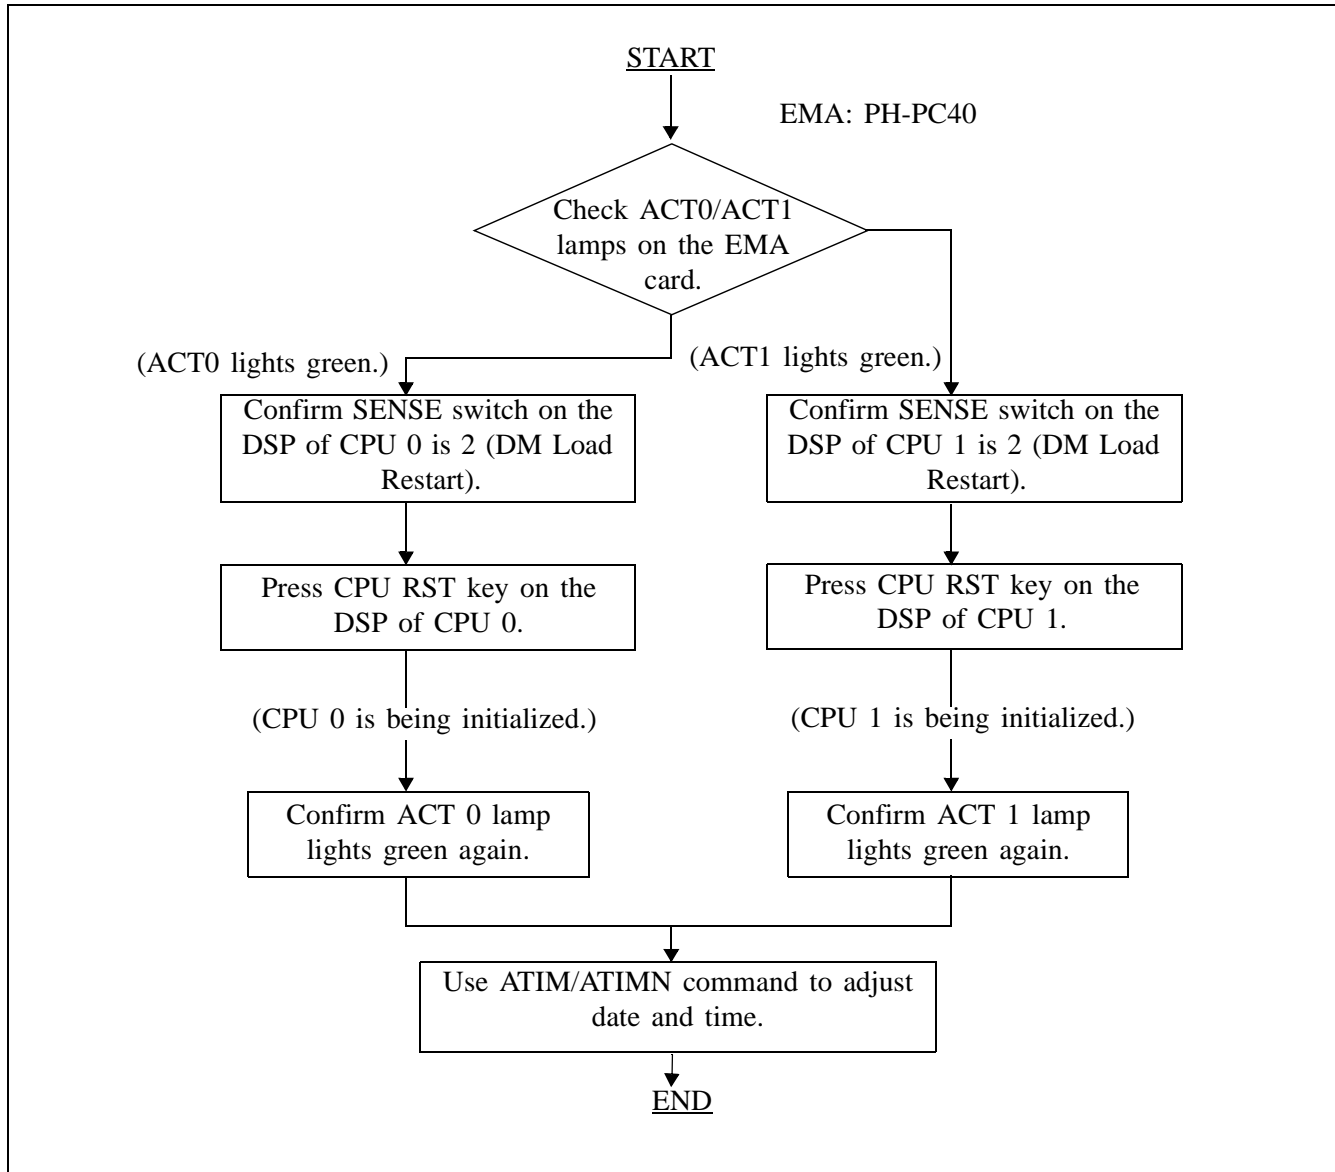 START
EMA: PH-PC40
Check ACT0/ACT1
lamps on the EMA
card.
(ACT0 lights green.)
(ACT1 lights green.)
Confirm SENSE switch on the
DSP of CPU 0 is 2 (DM Load
Restart).
Confirm SENSE switch on the
DSP of CPU 1 is 2 (DM Load
Restart).
Press CPU RST key on the
DSP of CPU 0.
Press CPU RST key on the
DSP of CPU 1.
(CPU 0 is being initialized.)
(CPU 1 is being initialized.)
Confirm ACT 0 lamp
lights green again.
Confirm ACT 1 lamp
lights green again.
Use ATIM/ATIMN command to adjust
date and time.
END